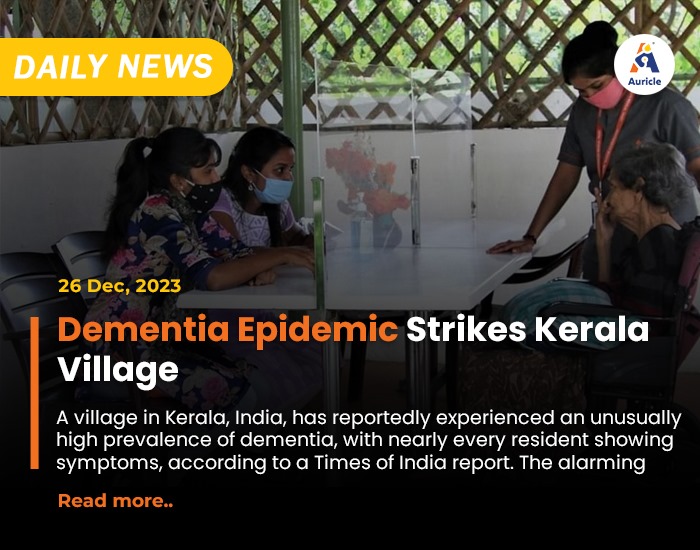 DAILY NEWS
Auricle
26 Dec, 2023
Dementia Epidemic Strikes Kerala
Village
A village in Kerala, India, has reportedly experienced an unusually
high prevalence of dementia, with nearly every resident showing
symptoms, according to a Times of India report. The alarming
Read more..